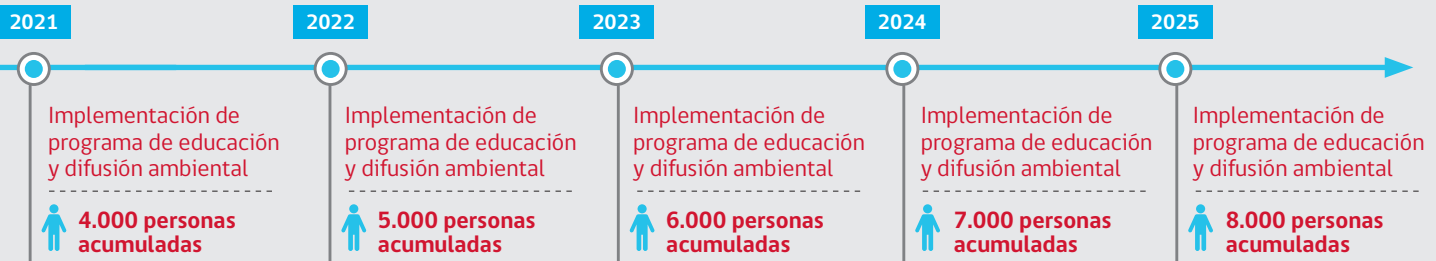 2021
Implementación de
programa de educación
y difusión ambiental
4.000 personas
acumuladas
2022
Implementación de
programa de educación
y difusión ambiental
5.000 personas
acumuladas
2023
Implementación de
programa de educación
y difusión ambiental
6.000 personas
acumuladas
2024
Implementación de
programa de educación
y difusión ambiental
7.000 personas
acumuladas
2025
Implementación de
programa de educación
y difusión ambiental
8.000 personas
acumuladas